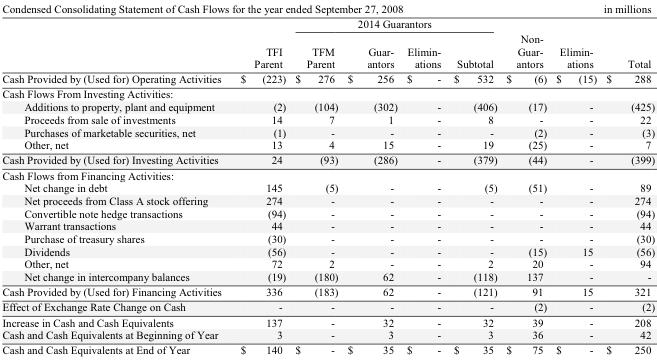 Condensed Consolidating Statement of Cash Flows for the year ended September 27, 2008 in millions
2014 Guarantors
Non-
TFI TFM Guar- Elimin- Guar- Elimin-
Parent Parent antors ations Subtotal antors ations Total
Cash Provided by (Used for) Operating Activities $ (223) $ 276 $ 256 $ - $ 532 $ (6) $ (15) $ 288
Cash Flows From Investing Activities:
Additions to property, plant and equipment (2) (104) (302) - (406) (17) - (425)
Proceeds from sale of investments 14 7 1 - 8 - - 22
Purchases of marketable securities, net (1) - - - - (2) - (3)
Other, net 13 4 15 - 19 (25) - 7
Cash Provided by (Used for) Investing Activities 24 (93) (286) - (379) (44) - (399)
Cash Flows from Financing Activities:
Net change in debt 145 (5) - - (5) (51) - 89
Net proceeds from Class A stock offering 274 - - - - - - 274
Convertible note hedge transactions (94) - - - - - - (94)
Warrant transactions 44 - - - - - - 44
Purchase of treasury shares (30) - - - - - - (30)
Dividends (56) - - - - (15) 15 (56)
Other, net 72 2 - - 2 20 - 94
Net change in intercompany balances (19) (180) 62 - (118) 137 - -
Cash Provided by (Used for) Financing Activities 336 (183) 62 - (121) 91 15 321
Effect of Exchange Rate Change on Cash - - - - - (2) - (2)
Increase in Cash and Cash Equivalents 137 - 32 - 32 39 - 208
Cash and Cash Equivalents at Beginning of Year 3 - 3 - 3 36 - 42
Cash and Cash Equivalents at End of Year $ 140 $ - $ 35 $ - $ 35 $ 75 $ - $ 250